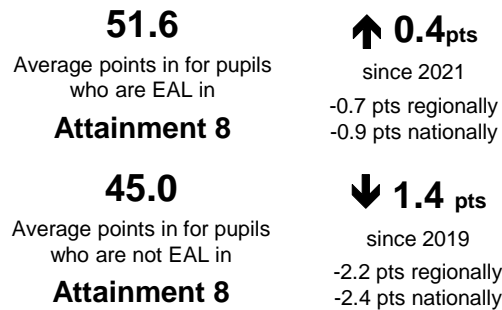 51.6
Average points in for pupils
who are EAL in
Attainment 8
0.4pts
since 2021
-0.7 pts regionally
-0.9 pts nationally
45.0
Average points in for pupils
who are not EAL in
Attainment 8
1.4 pts
since 2019
-2.2 pts regionally
-2.4 pts nationally